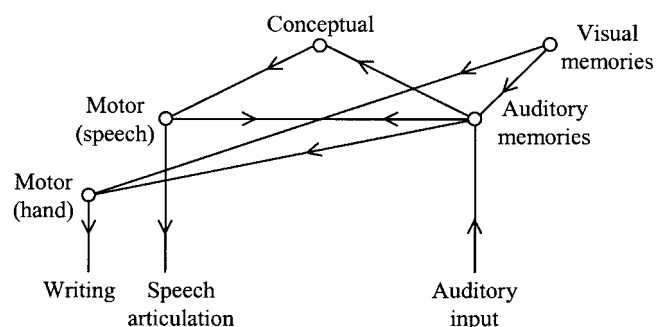 Conceptual
Visual
memories
Motor
(speech)
Auditory
memories
Motor
(hand)
Writing
Speech
articulation
Auditory
input